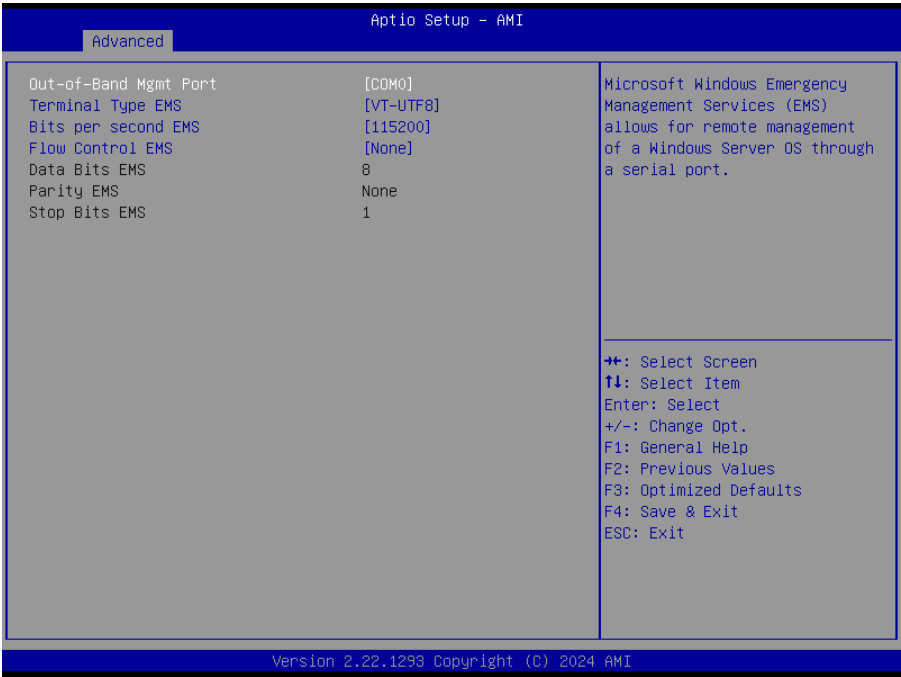 Aptio Setup - AMI
Advanced
Out-of-Band Mgmt Port [COM0]
Terminal Type EMS [VT-UTF8]
Bits per second EMS [115200]
Flow Control EMS [None]
Data Bits EMS 8
Parity EMS None
Stop Bits EMS 1
Microsoft Windows Emergency
Management Services (EMS)
allows for remote management
of a Windows Server OS through
a serial port.
→←: Select Screen
↑↓: Select Item
Enter: Select
+/-: Change Opt.
F1: General Help
F2: Previous Values
F3: Optimized Defaults
F4: Save & Exit
ESC: Exit
Version 2.22.1293 Copyright (C) 2024 AMI